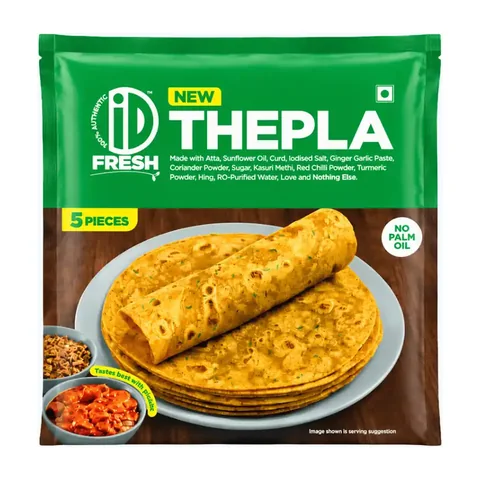 100% AUTHENTIC
iD
FRESH
NEW
THEPLA
Made with Atta, Sunflower Oil, Curd, Iodised Salt, Ginger Garlic Paste,
Coriander Powder, Sugar, Kasuri Methi, Red Chilli Powder, Turmeric
Powder, Hing, RO-Purified Water, Love and Nothing Else.
5 PIECES
NO
PALM
OIL
Tastes best with pickle
Image shown is serving suggestion